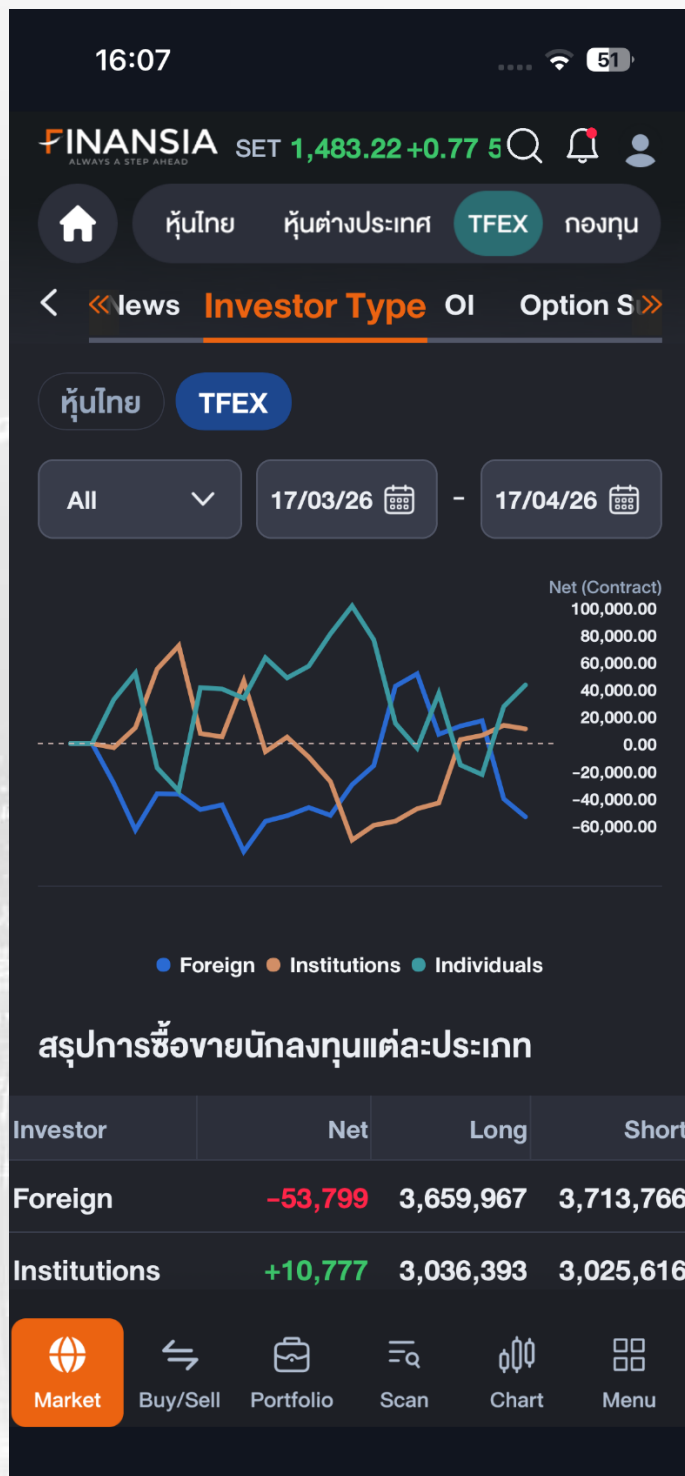 16:07
51
FINANSIA
ALWAYS A STEP AHEAD
SET 1,483.22 +0.77 5
หุ้นไทย หุ้นต่างประเทศ TFEX กองทุน
News Investor Type OI Option
หุ้นไทย TFEX
All 17/03/26 - 17/04/26
Net (Contract)
100,000.00
80,000.00
60,000.00
40,000.00
20,000.00
0.00
-20,000.00
-40,000.00
-60,000.00
Foreign Institutions Individuals
สรุปการซื้อขายนักลงทุนแต่ละประเภท
Investor Net Long Short
Foreign -53,799 3,659,967 3,713,766
Institutions +10,777 3,036,393 3,025,616
Market Buy/Sell Portfolio Scan Chart Menu